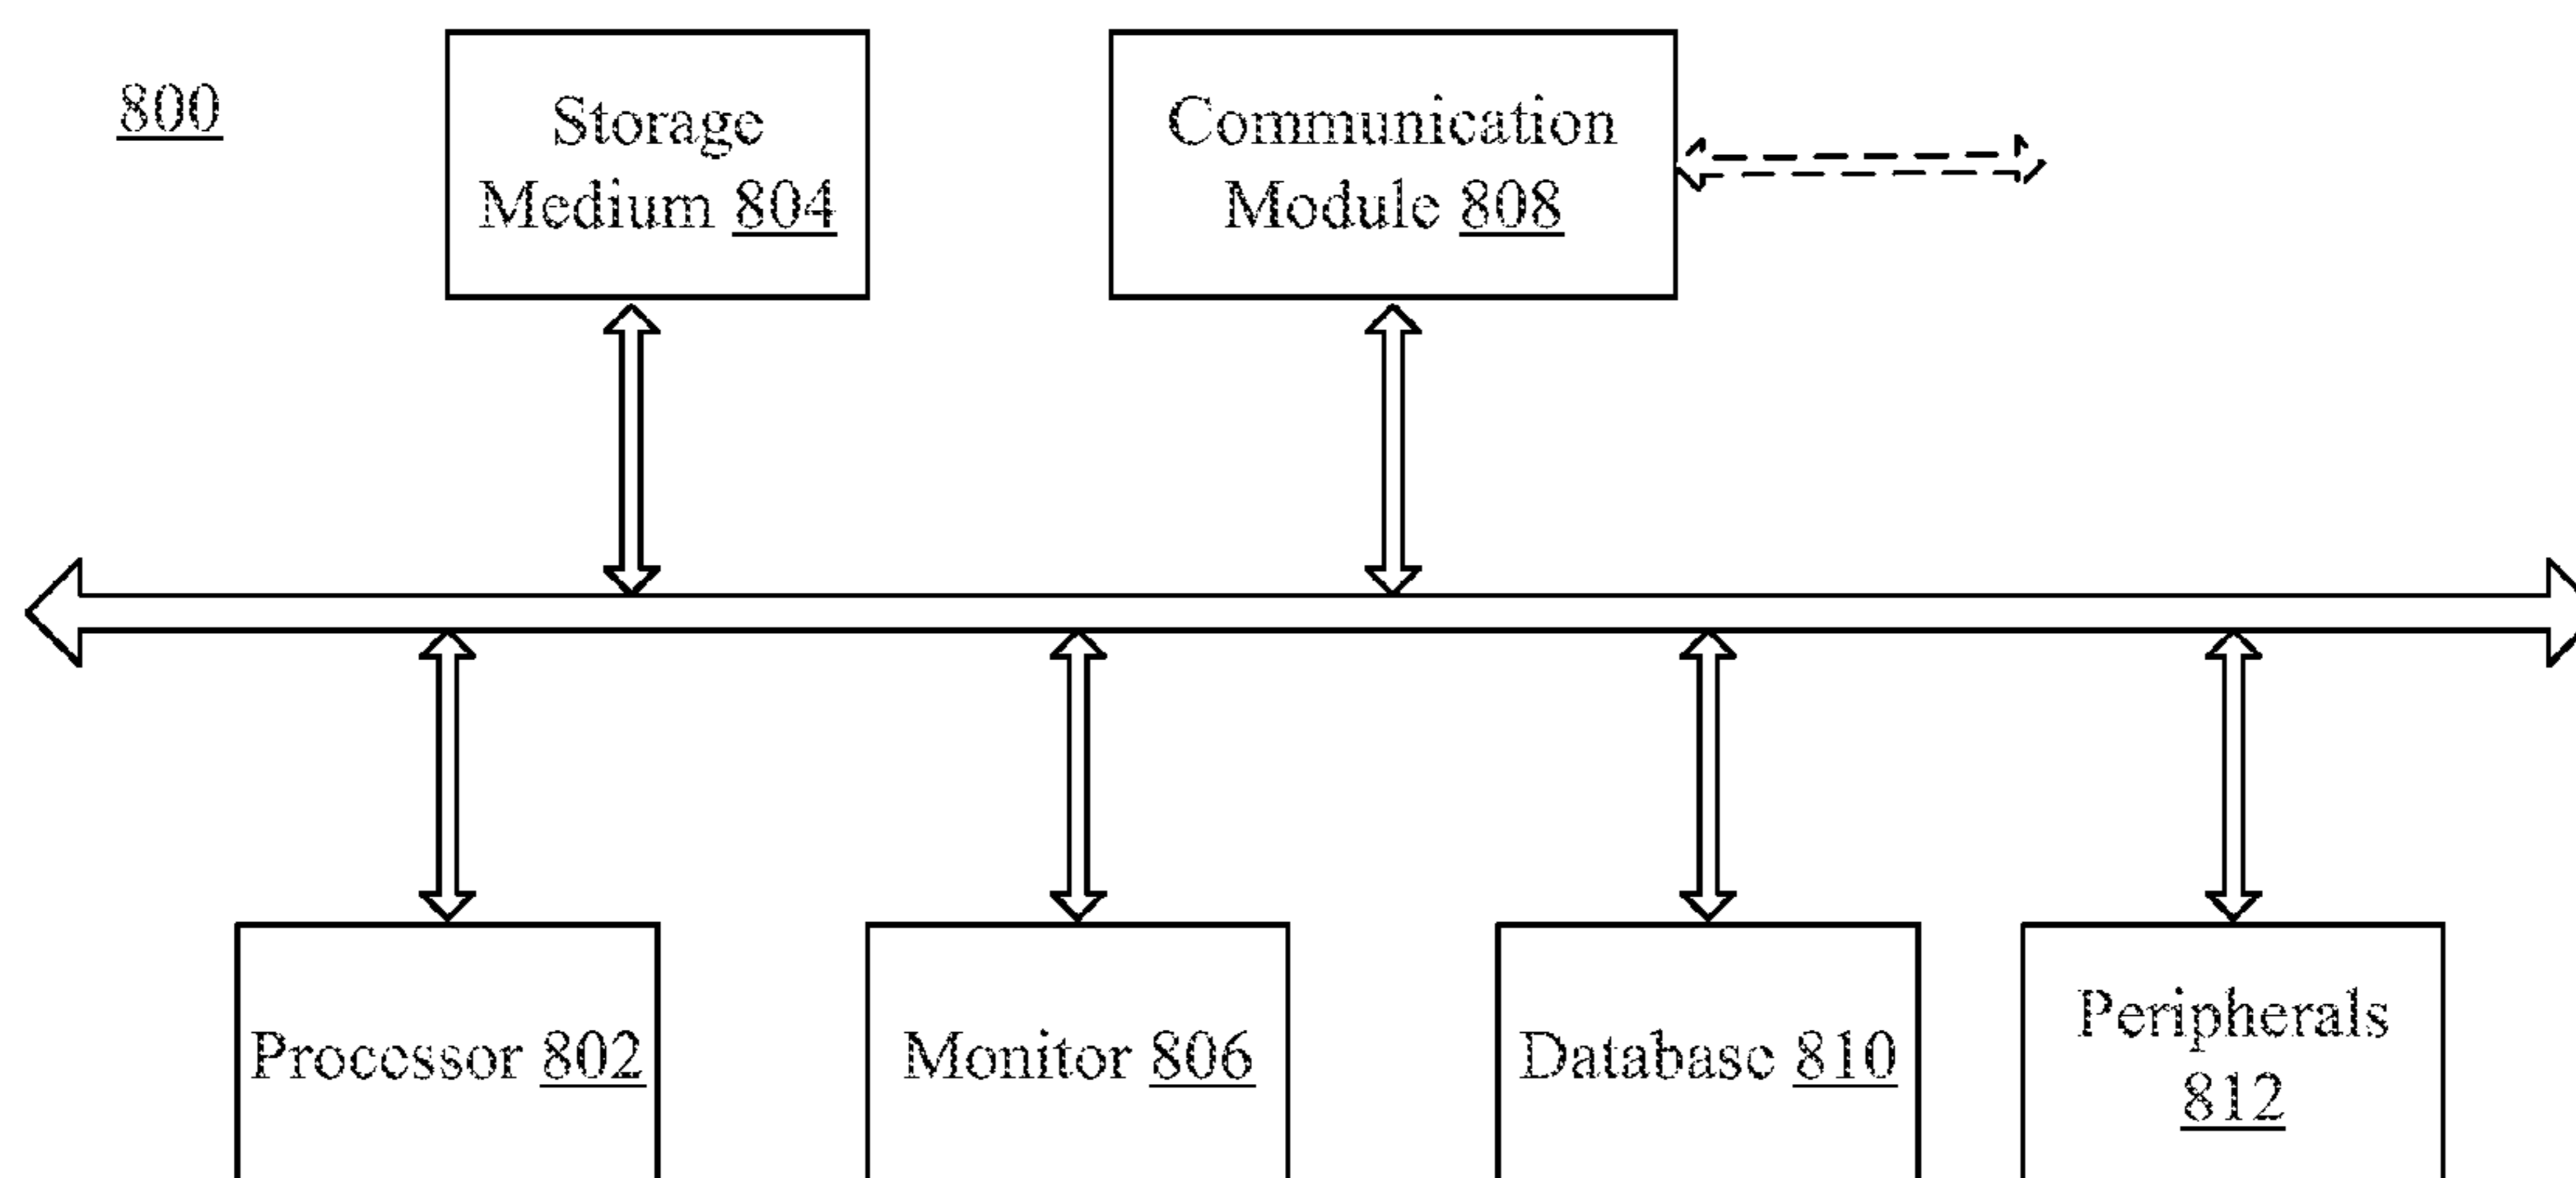 800
Storage
Medium 804
Communication
Module 808
Processor 802
Monitor 806
Database 810
Peripherals
812